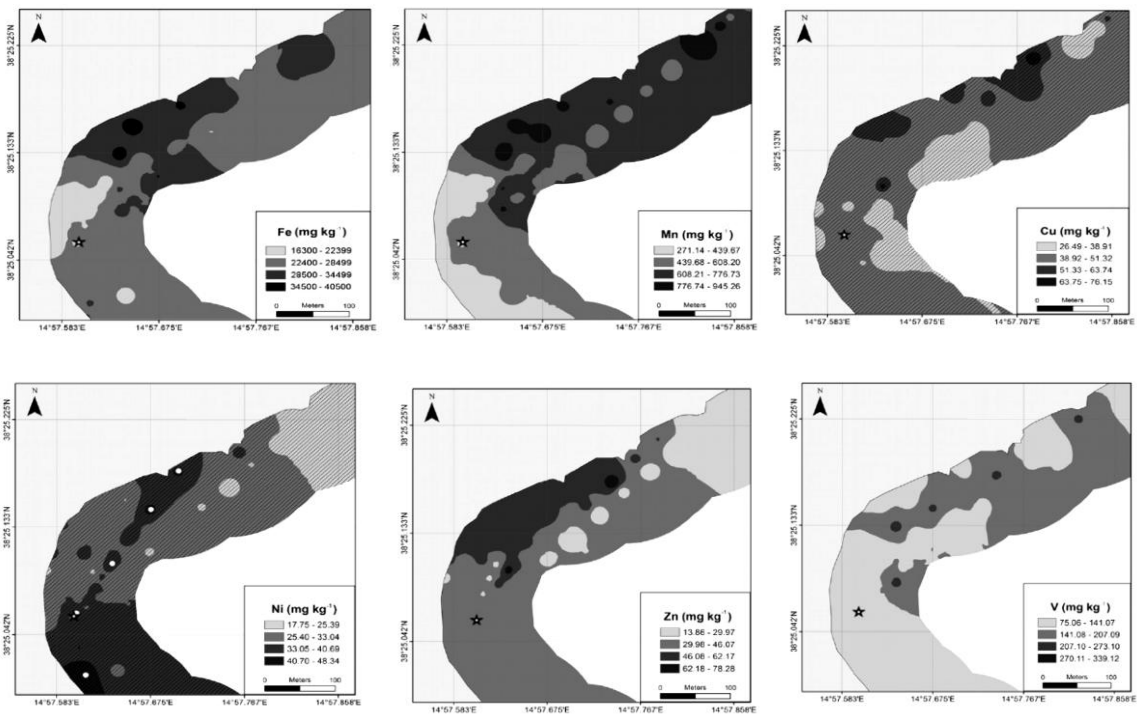 N
38°25.225'N
38°25.133'N
38°25.042'N
Fe (mg kg⁻¹)
16300 - 22399
22400 - 28499
28500 - 34499
34500 - 40500
Meters
0 100
14°57.583'E 14°57.675'E 14°57.767'E 14°57.858'E
N
38°25.225'N
38°25.133'N
38°25.042'N
Mn (mg kg⁻¹)
271.14 - 439.67
439.68 - 608.20
608.21 - 776.73
776.74 - 945.26
Meters
0 100
14°57.583'E 14°57.675'E 14°57.767'E 14°57.858'E
N
38°25.225'N
38°25.133'N
38°25.042'N
Cu (mg kg⁻¹)
26.49 - 38.91
38.92 - 51.32
51.33 - 63.74
63.75 - 76.15
Meters
0 100
14°57.583'E 14°57.675'E 14°57.767'E 14°57.858'E
N
38°25.225'N
38°25.133'N
38°25.042'N
Ni (mg kg⁻¹)
17.75 - 25.39
25.40 - 33.04
33.05 - 40.69
40.70 - 48.34
Meters
0 100
14°57.583'E 14°57.675'E 14°57.767'E 14°57.858'E
N
38°25.225'N
38°25.133'N
38°25.042'N
Zn (mg kg⁻¹)
13.86 - 29.97
29.98 - 46.07
46.08 - 62.17
62.18 - 78.28
Meters
0 100
14°57.583'E 14°57.675'E 14°57.767'E 14°57.858'E
N
38°25.225'N
38°25.133'N
38°25.042'N
V (mg kg⁻¹)
75.06 - 141.07
141.08 - 207.09
207.10 - 273.10
270.11 - 339.12
Meters
0 100
14°57.583'E 14°57.675'E 14°57.767'E 14°57.858'E